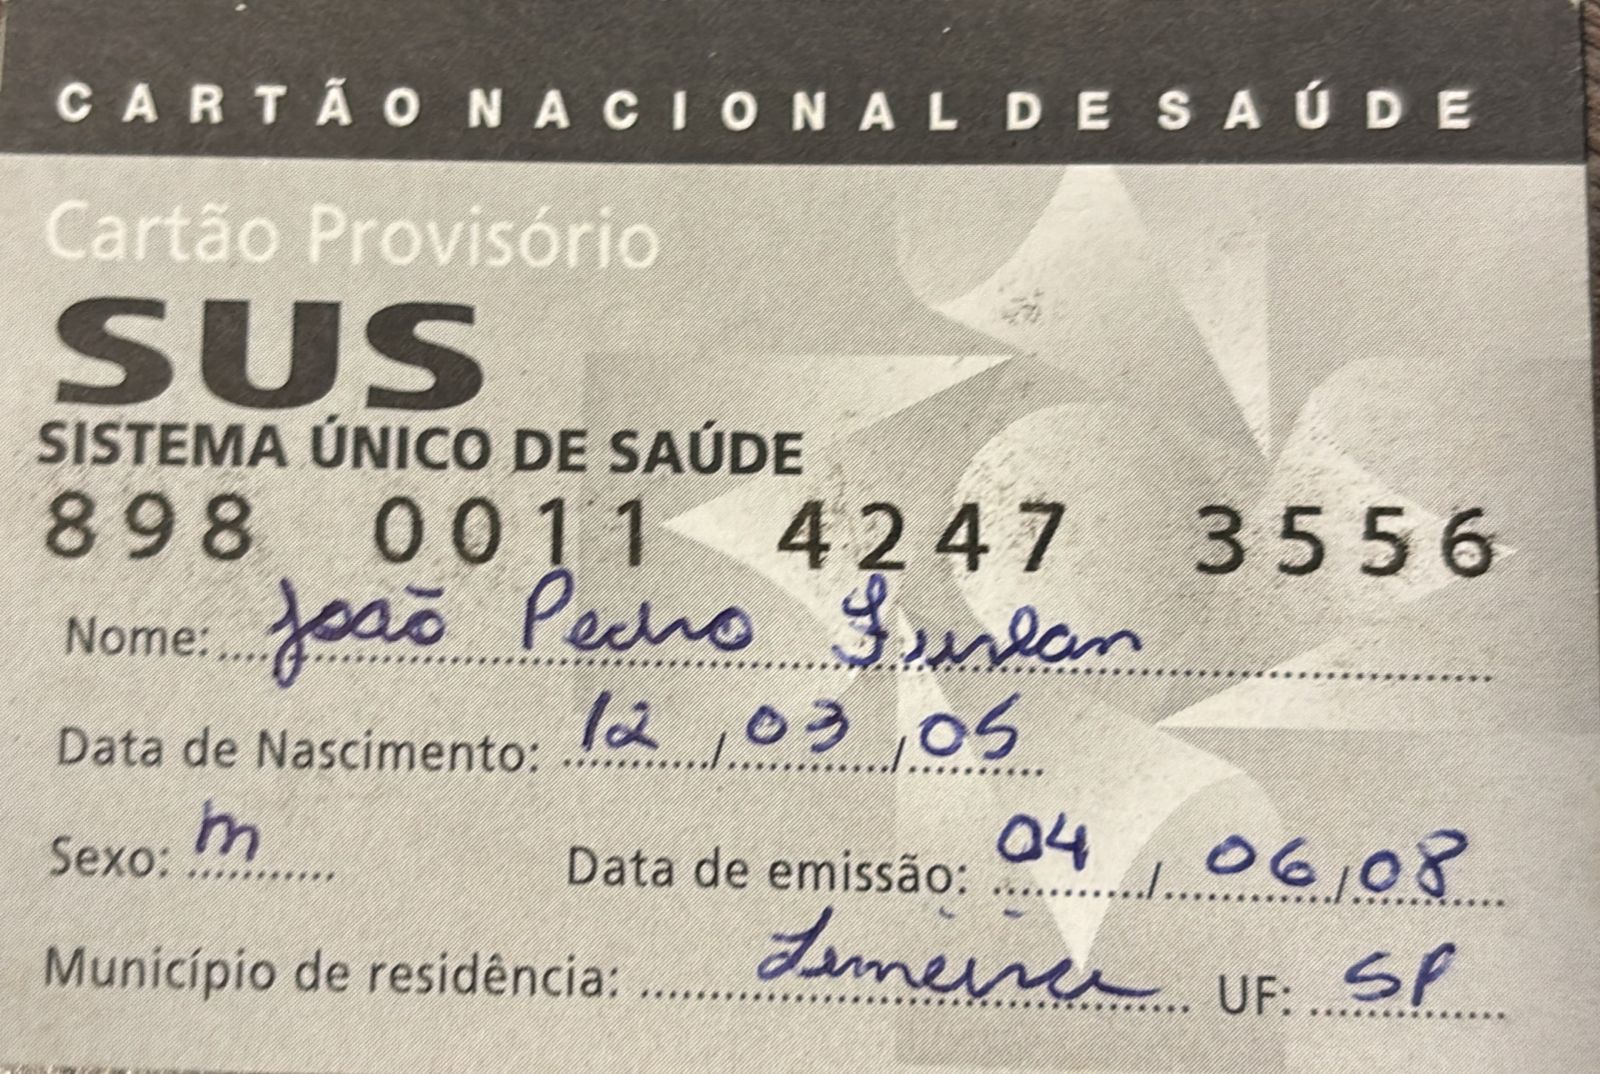 CARTÃO NACIONAL DE SAÚDE
Cartão Provisório
SUS
SISTEMA ÚNICO DE SAÚDE
898 0011 4247 3556
Nome: João Pedro Furlan
Data de Nascimento: 12/03/05
Sexo: m Data de emissão: 04/06/08
Município de residência: Limeira UF: SP